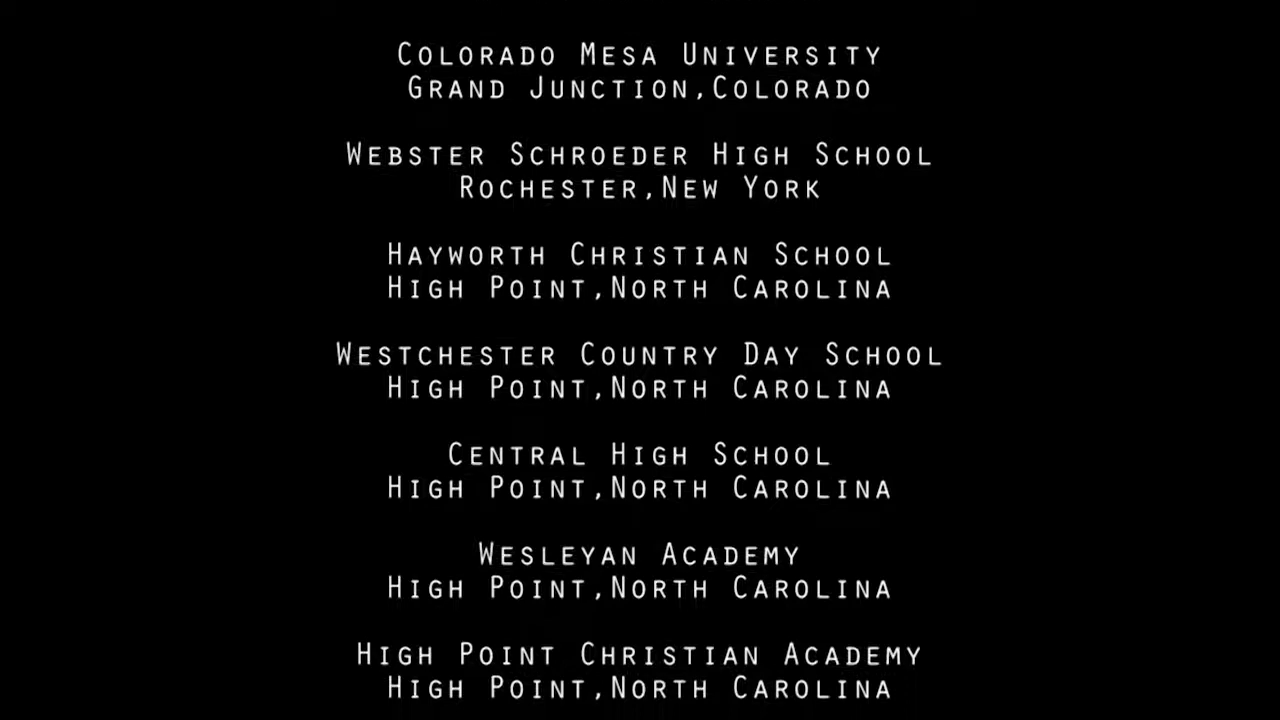 Colorado Mesa University
Grand Junction,Colorado
Webster Schroeder High School
Rochester,New York
Hayworth Christian School
High Point,North Carolina
Westchester Country Day School
High Point,North Carolina
Central High School
High Point,North Carolina
Wesleyan Academy
High Point,North Carolina
High Point Christian Academy
High Point,North Carolina